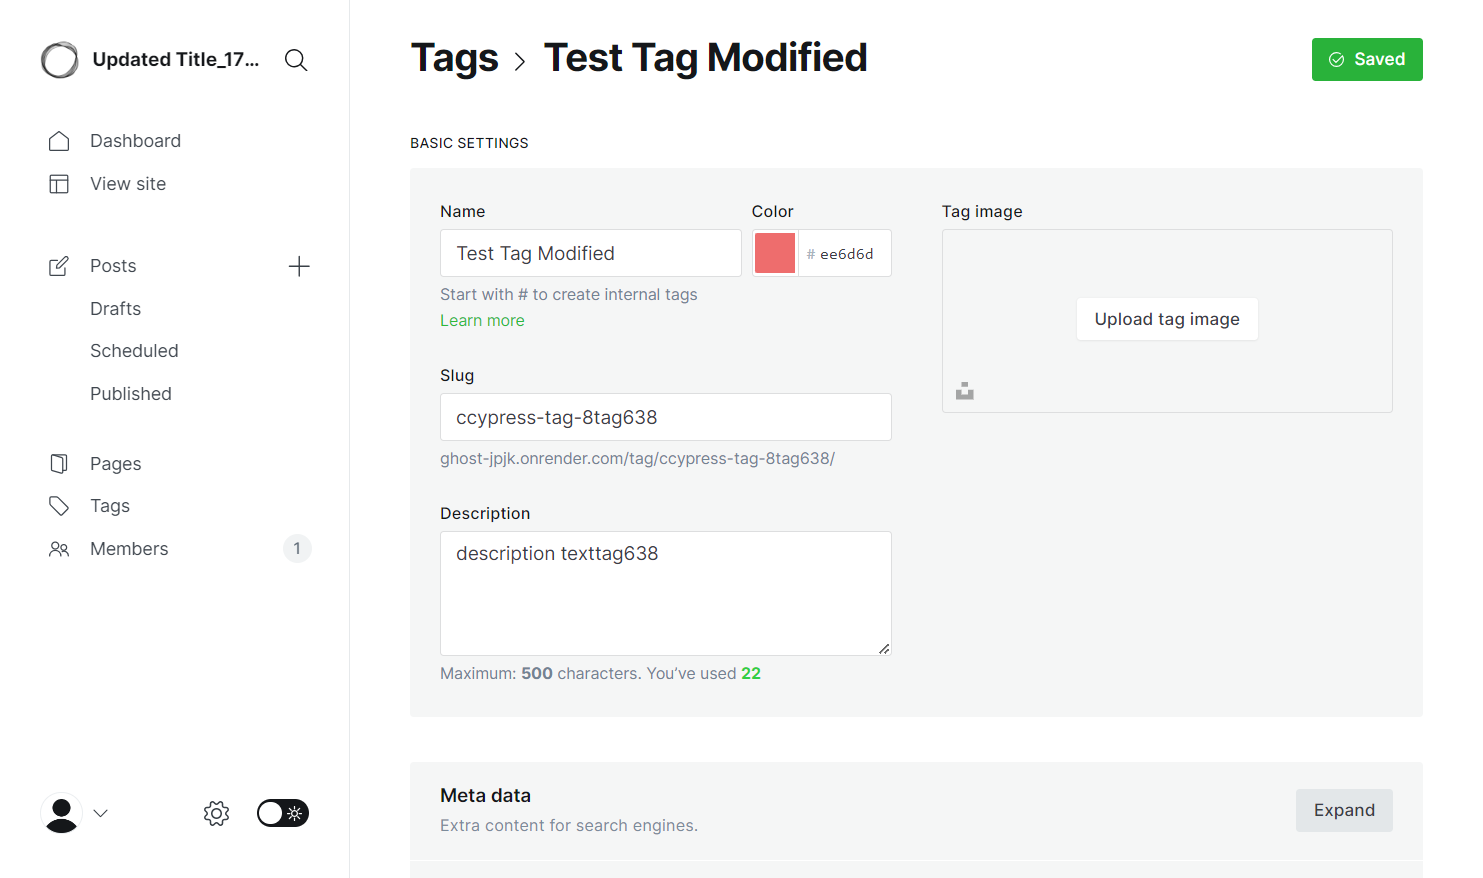 Updated Title_17...
Dashboard
View site
Posts
Drafts
Scheduled
Published
Pages
Tags
Members 1
Tags > Test Tag Modified
Saved
BASIC SETTINGS
Name
Test Tag Modified
Start with # to create internal tags
Learn more
Color
# ee6d6d
Slug
ccypress-tag-8tag638
ghost-jpjk.onrender.com/tag/ccypress-tag-8tag638/
Description
description texttag638
Maximum: 500 characters. You’ve used 22
Tag image
Upload tag image
Meta data
Extra content for search engines.
Expand